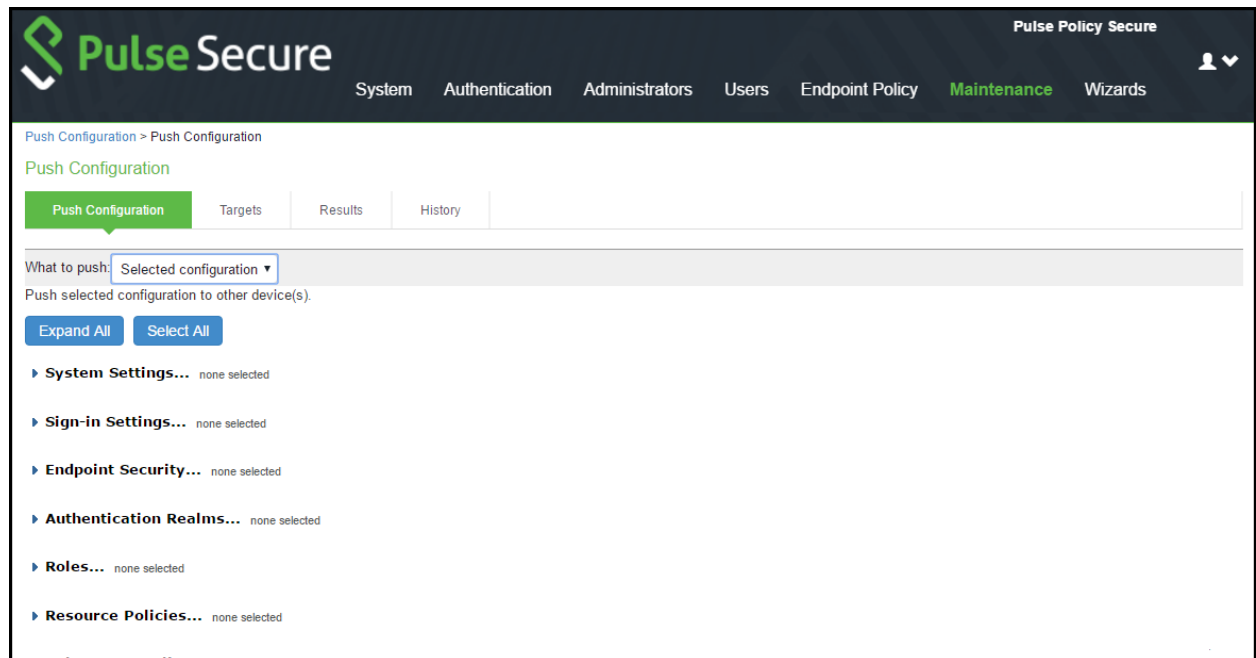 Pulse Policy Secure
Pulse Secure
System Authentication Administrators Users Endpoint Policy Maintenance Wizards
Push Configuration > Push Configuration
Push Configuration
Push Configuration Targets Results History
What to push: Selected configuration
Push selected configuration to other device(s).
Expand All Select All
System Settings... none selected
Sign-in Settings... none selected
Endpoint Security... none selected
Authentication Realms... none selected
Roles... none selected
Resource Policies... none selected